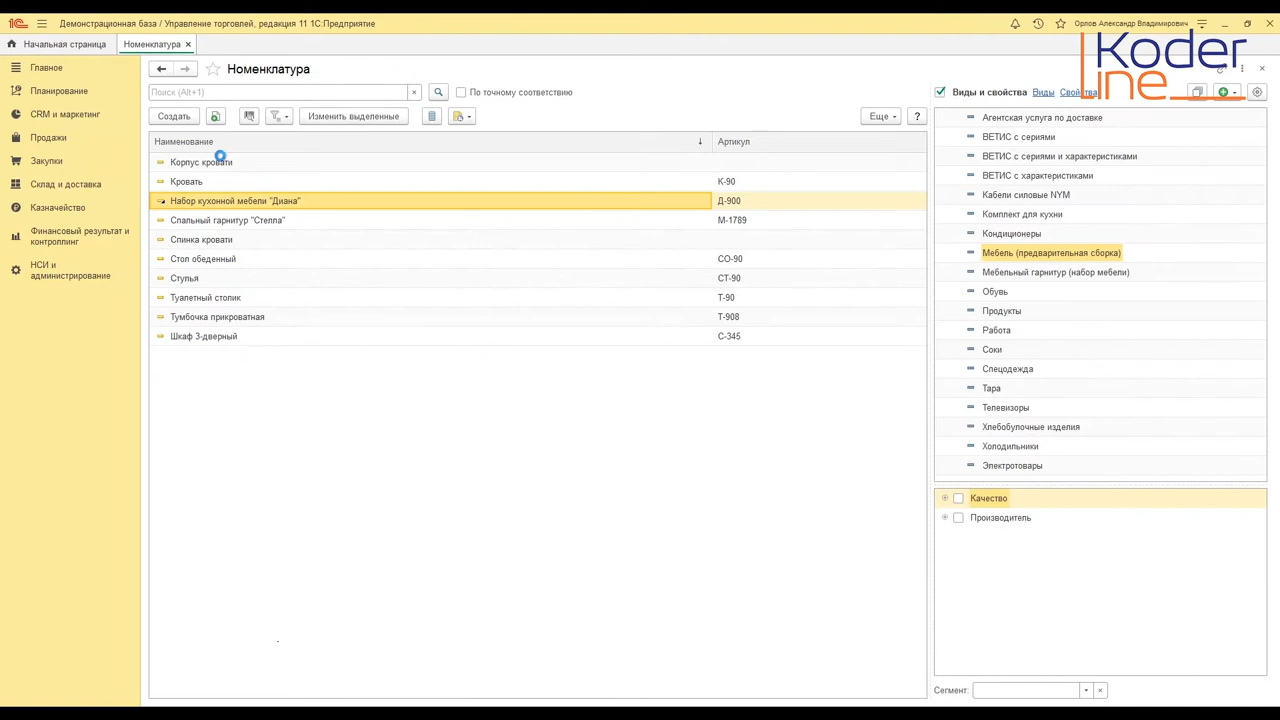 1С Демонстрационная база / Управление торговлей, редакция 11 1С:Предприятие
Орлов Александр Владимирович
Начальная страница
Номенклатура
Koder
line
Главное
Планирование
CRM и маркетинг
Продажи
Закупки
Склад и доставка
Казначейство
Финансовый результат и
контроллинг
НСИ и
администрирование
Номенклатура
Поиск (Alt+1)
По точному соответствию
Создать
Изменить выделенные
Еще
?
Наименование
Артикул
Корпус кровати
Кровать К-90
Набор кухонной мебели "Диана" Д-900
Спальный гарнитур "Стелла" М-1789
Спинка кровати
Стол обеденный СО-90
Стулья СТ-90
Туалетный столик Т-90
Тумбочка прикроватная Т-908
Шкаф 3-дверный С-345
Виды и свойства Виды Свойства
Агентская услуга по доставке
ВЕТИС с сериями
ВЕТИС с сериями и характеристиками
ВЕТИС с характеристиками
Кабели силовые NYM
Комплект для кухни
Кондиционеры
Мебель (предварительная сборка)
Мебельный гарнитур (набор мебели)
Обувь
Продукты
Работа
Соки
Спецодежда
Тара
Телевизоры
Хлебобулочные изделия
Холодильники
Электротовары
Качество
Производитель
Сегмент: